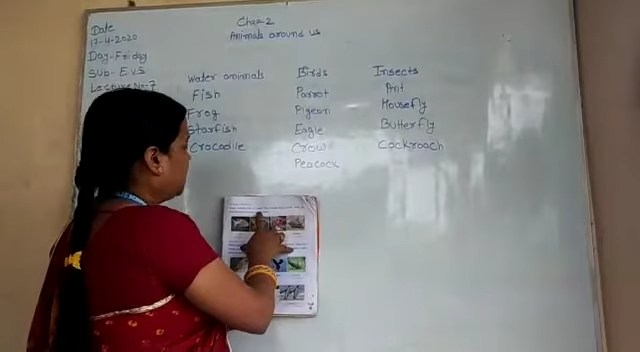 Date
17-4-2020
Day-Friday
Sub- E.V.S
Lecture No-7
Chap-2
Animals around us
Water animals
Fish
Frog
Starfish
Crocodile
Birds
Parrot
Pigeon
Eagle
Crow
Peacock
Insects
Ant
Housefly
Butterfly
Cockroach